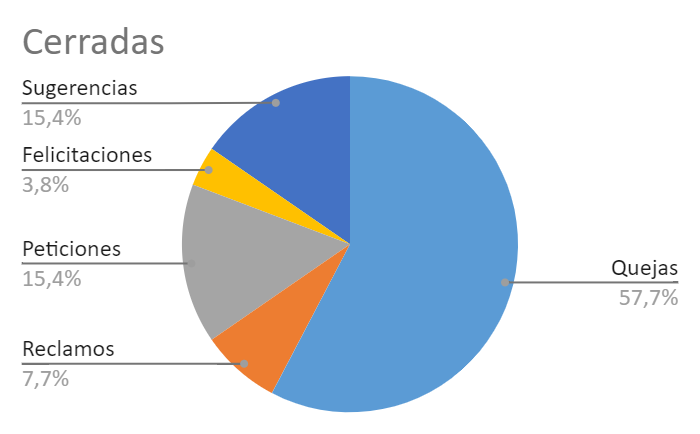 Cerradas
Sugerencias
15,4%
Felicitaciones
3,8%
Peticiones
15,4%
Reclamos
7,7%
Quejas
57,7%